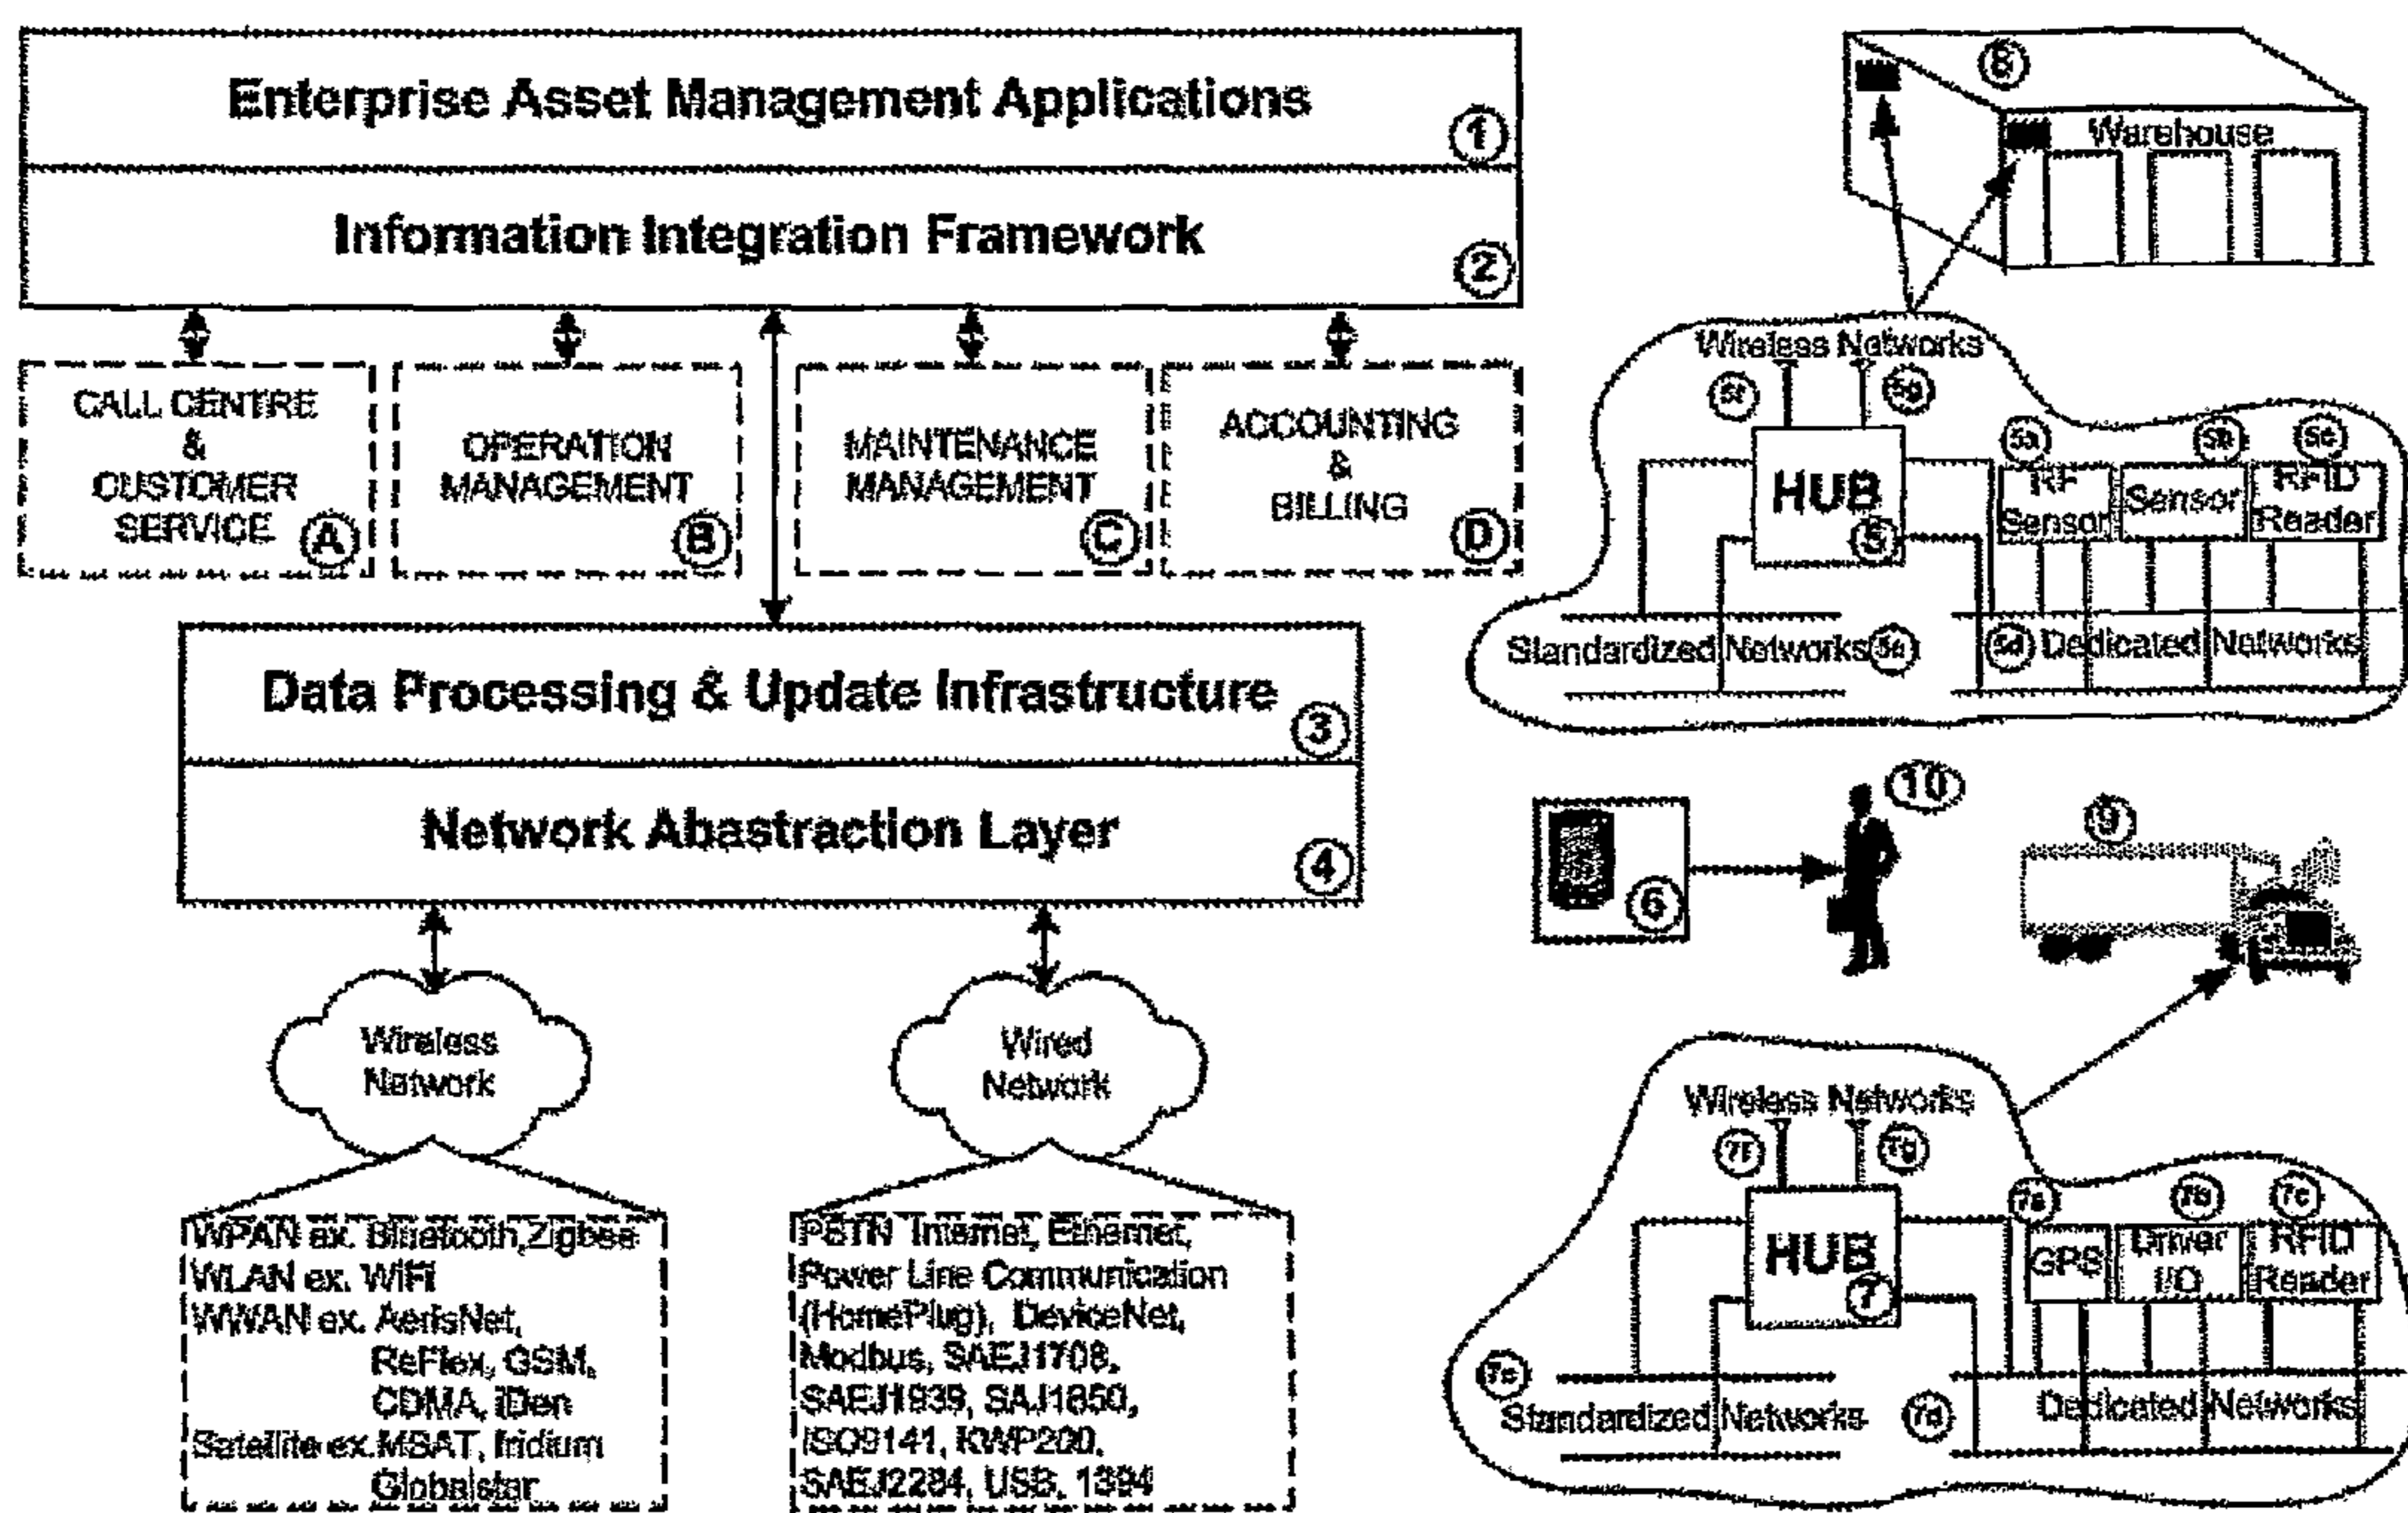 Enterprise Asset Management Applications
1
Information Integration Framework
2
CALL CENTRE
&
CUSTOMER
SERVICE
A
OPERATION
MANAGEMENT
B
MAINTENANCE
MANAGEMENT
C
ACCOUNTING
&
BILLING
D
Data Processing & Update Infrastructure
3
Network Abastraction Layer
4
Wireless
Network
Wired
Network
WPAN ex. Bluetooth,Zigbee
WLAN ex. WiFi
WWAN ex. AerisNet,
ReFlex, GSM,
CDMA, iDen
Satellite ex.MSAT, Iridium
Globalstar
PSTN Internet, Ethernet,
Power Line Communication
(HomePlug), DeviceNet,
Modbus, SAEJ1708,
SAEJ1939, SAJ1850,
ISO9141, KWP200,
SAEJ2284, USB, 1394
8
Warehouse
Wireless Networks
5f
5g
HUB
5
5a
5b
5c
RF
Sensor
Sensor
RFID
Reader
Standardized Networks 5e
5d Dedicated Networks
6
10
9
Wireless Networks
7f
7g
HUB
7
7a
7b
7c
GPS
Driver
I/O
RFID
Reader
7e
Standardized Networks
7d
Dedicated Networks